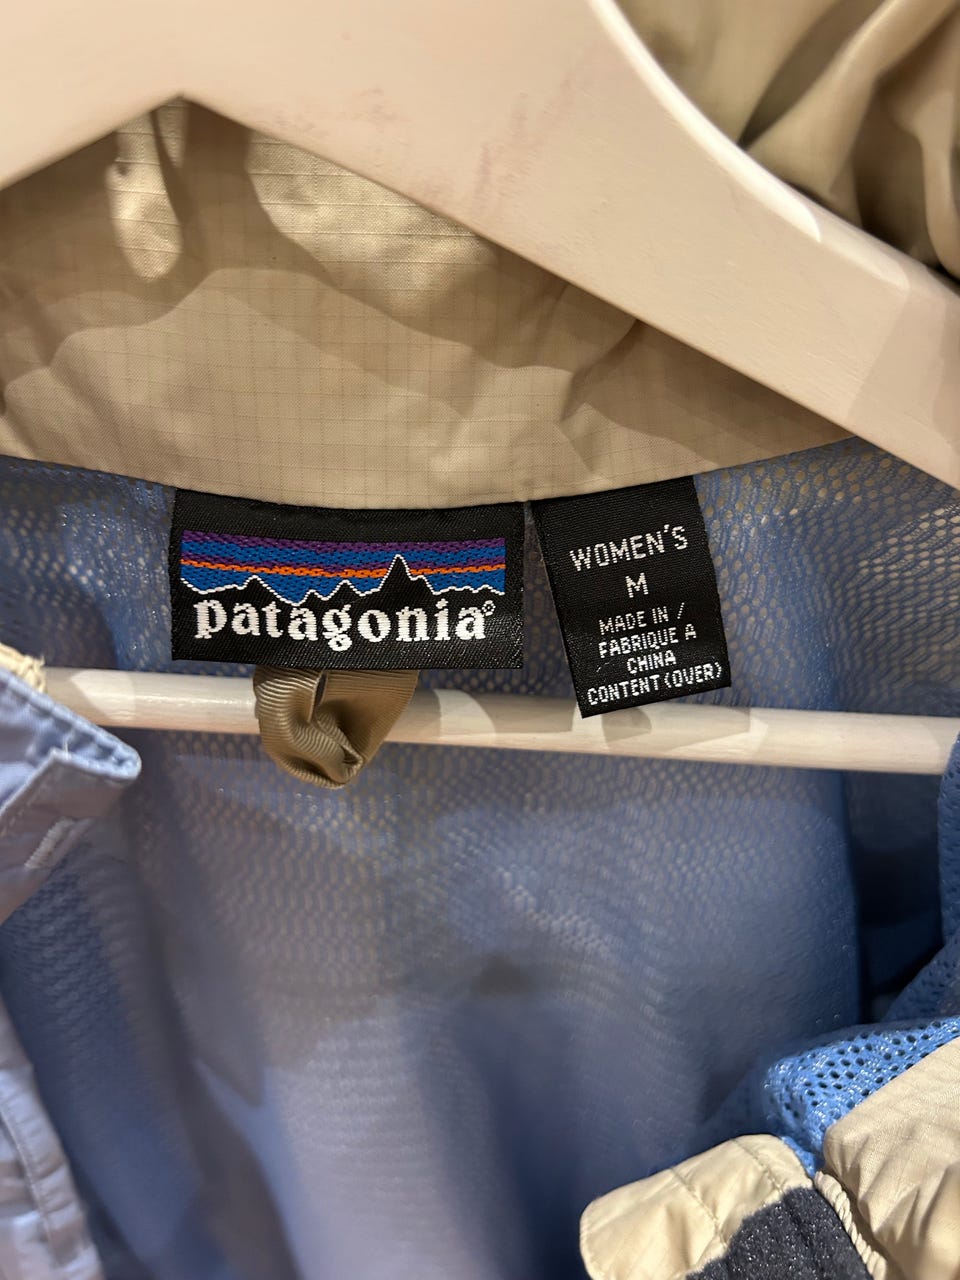 patagonia®
WOMEN'S
M
MADE IN /
FABRIQUE A
CHINA
CONTENT (OVER)